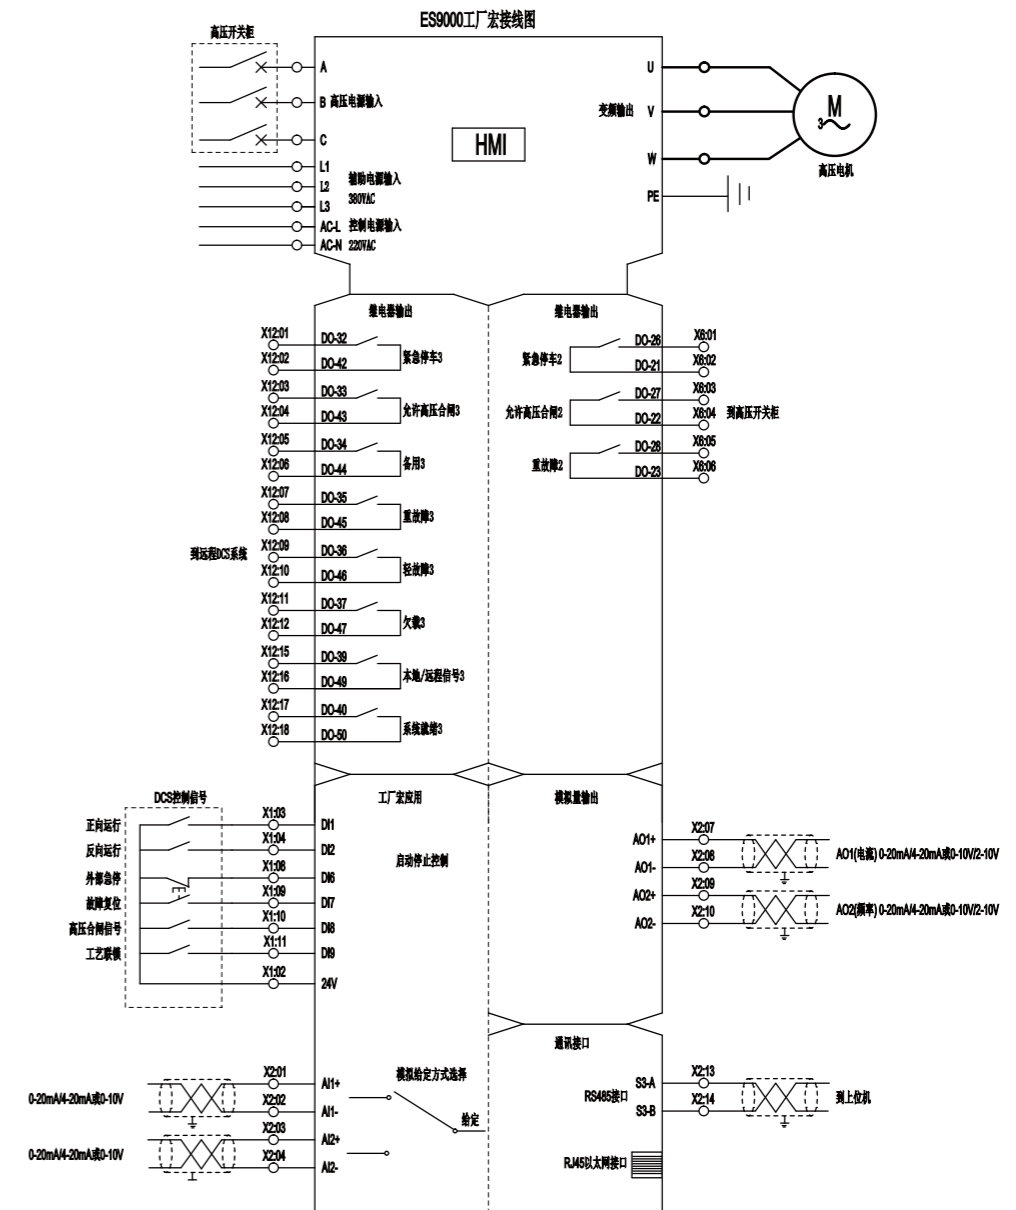 ES9000工厂宏接线图
高压开关柜
A
B 高压电源输入
C
L1
L2 辅助电源输入
380VAC
L3
AC-L 控制电源输入
AC-N 220VAC
HMI
U
变频输出 V
W
PE
M
3
高压电机
继电器输出
X12:01 DO-32
X12:02 DO-42
紧急停车3
X12:03 DO-33
X12:04 DO-43
允许高压合闸3
X12:05 DO-34
X12:06 DO-44
备用3
X12:07 DO-35
X12:08 DO-45
重故障3
到远程DCS系统
X12:09 DO-36
X12:10 DO-46
轻故障3
X12:11 DO-37
X12:12 DO-47
欠载3
X12:15 DO-39
X12:16 DO-49
本地/远程信号3
X12:17 DO-40
X12:18 DO-50
系统就绪3
继电器输出
紧急停车2
DO-26 X6:01
DO-21 X6:02
允许高压合闸2
DO-27 X6:03
DO-22 X6:04
到高压开关柜
重故障2
DO-28 X6:05
DO-23 X6:06
DCS控制信号
工厂宏应用
启动停止控制
正向运行 X1:03 DI1
反向运行 X1:04 DI2
外部急停 X1:08 DI6
故障复位 X1:09 DI7
高压合闸信号 X1:10 DI8
工艺联锁 X1:11 DI9
X1:02 24V
模拟量输出
AO1+ X2:07
AO1- X2:08
AO1(电流) 0-20mA/4-20mA或0-10V/2-10V
AO2+ X2:09
AO2- X2:10
AO2(频率) 0-20mA/4-20mA或0-10V/2-10V
0-20mA/4-20mA或0-10V
X2:01 AI1+
X2:02 AI1-
0-20mA/4-20mA或0-10V
X2:03 AI2+
X2:04 AI2-
模拟给定方式选择
给定
通讯接口
RS485接口
S3-A X2:13
S3-B X2:14
到上位机
RJ45以太网接口